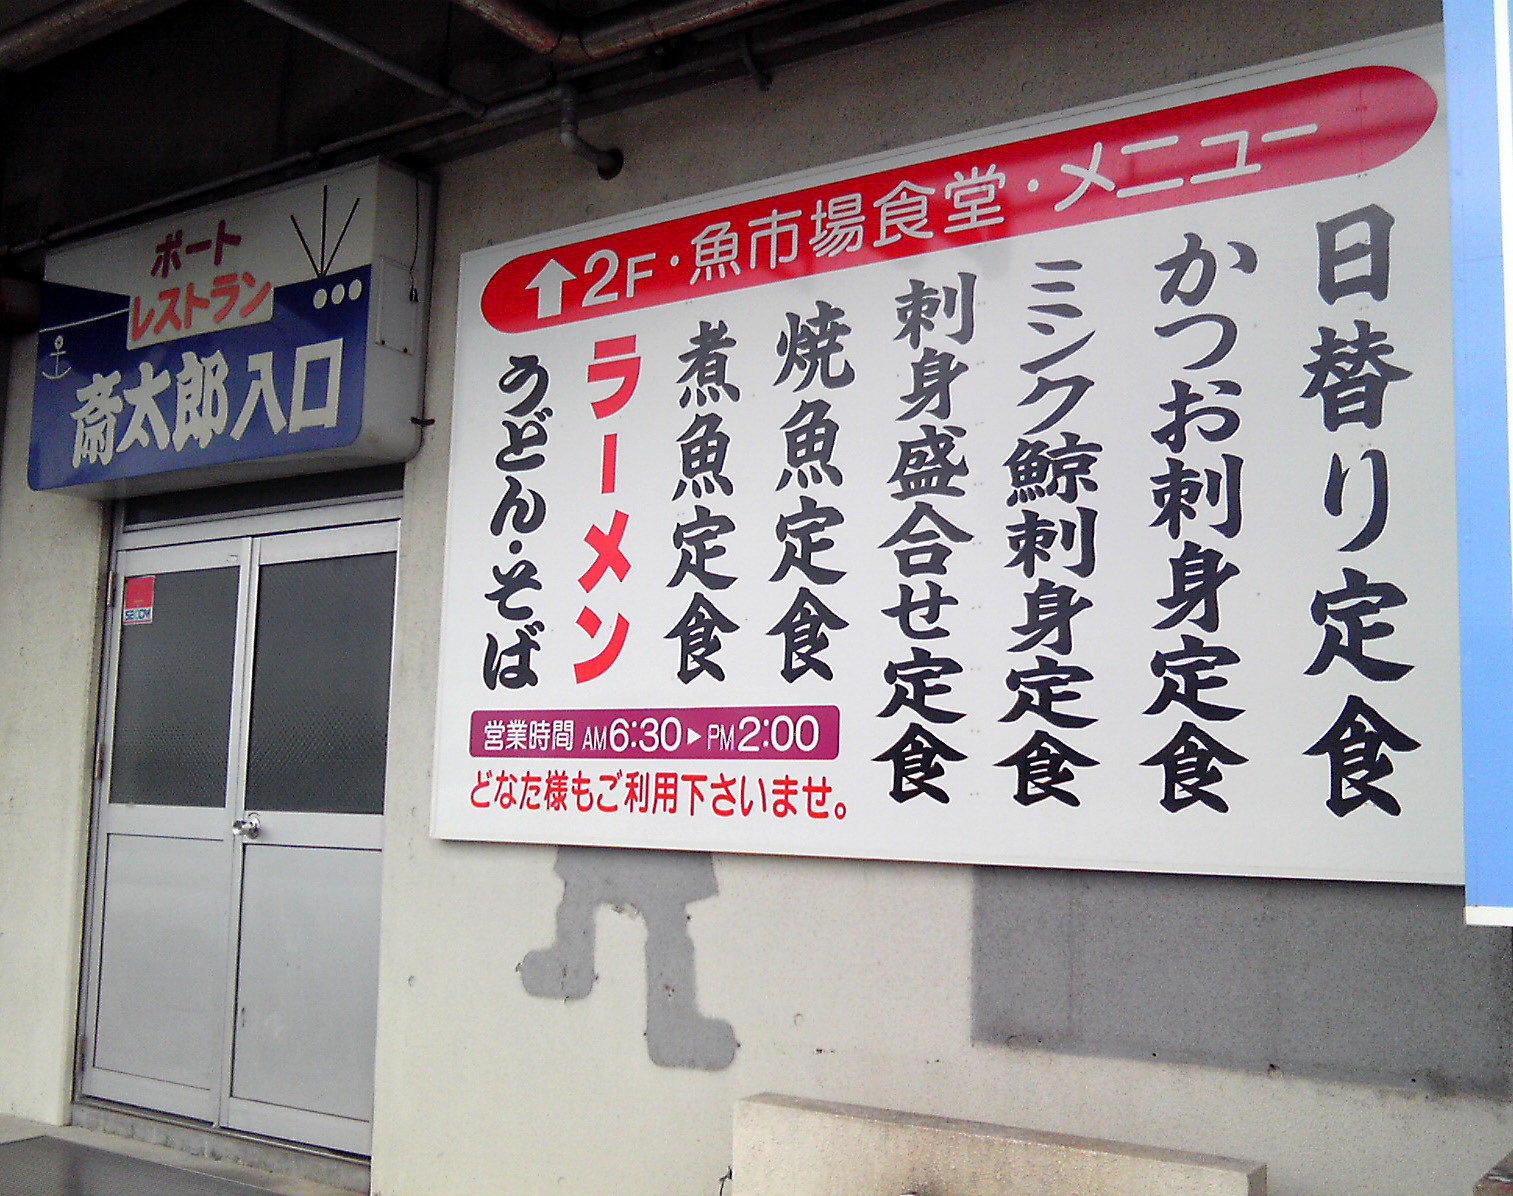 ポート
レストラン
斎太郎入口
SECOM
2F・魚市場食堂・メニュー
日替り定食
かつお刺身定食
ミンク鯨刺身定食
刺身盛合せ定食
焼魚定食
煮魚定食
ラーメン
うどん・そば
営業時間 AM6:30▶PM2:00
どなた様もご利用下さいませ。